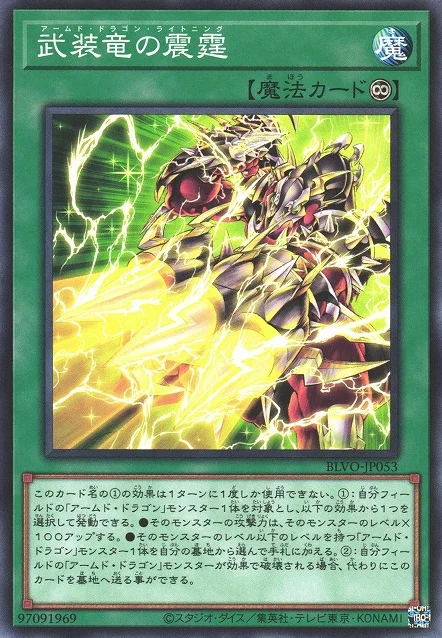 アームド・ドラゴン・ライトニング
武装竜の震霆
魔
まほう
【魔法カード】
BLVO-JP053
このカード名の①の効果は１ターンに１度しか使用できない。①：自分フィー
ルドの「アームド・ドラゴン」モンスター１体を対象とし、以下の効果から１つを
選択して発動できる。●そのモンスターの攻撃力は、そのモンスターのレベル×
１００アップする。●そのモンスターのレベル以下のレベルを持つ「アームド・
ドラゴン」モンスター１体を自分の墓地から選んで手札に加える。②：自分フィー
ルドの「アームド・ドラゴン」モンスターが効果で破壊される場合、代わりにこの
カードを墓地へ送る事ができる。
97091969
©スタジオ・ダイス／集英社・テレビ東京・KONAMI